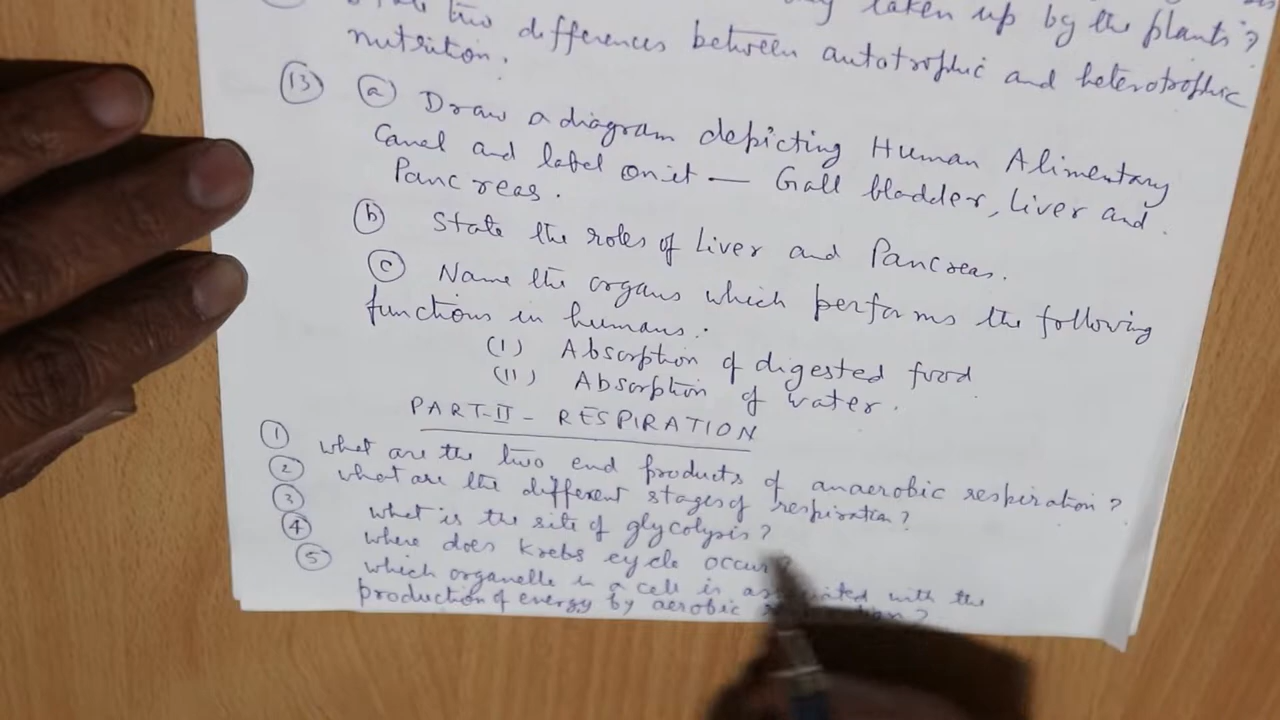 taken up by the plants?
two differences between autotrophic and heterotrophic
nutrition.
(13) (a) Draw a diagram depicting Human Alimentary
Canal and label on it — Gall bladder, Liver and
Pancreas.
(b) State the roles of Liver and Pancreas.
(c) Name the organs which performs the following
functions in humans:
(I) Absorption of digested food
(II) Absorption of water.
PART-II - RESPIRATION
(1) What are the two end products of anaerobic respiration?
(2) What are the different stages of respiration?
(3) What is the site of glycolysis?
(4) Where does Krebs cycle occur?
(5) Which organelle in a cell is with the
production of energy by aerobic